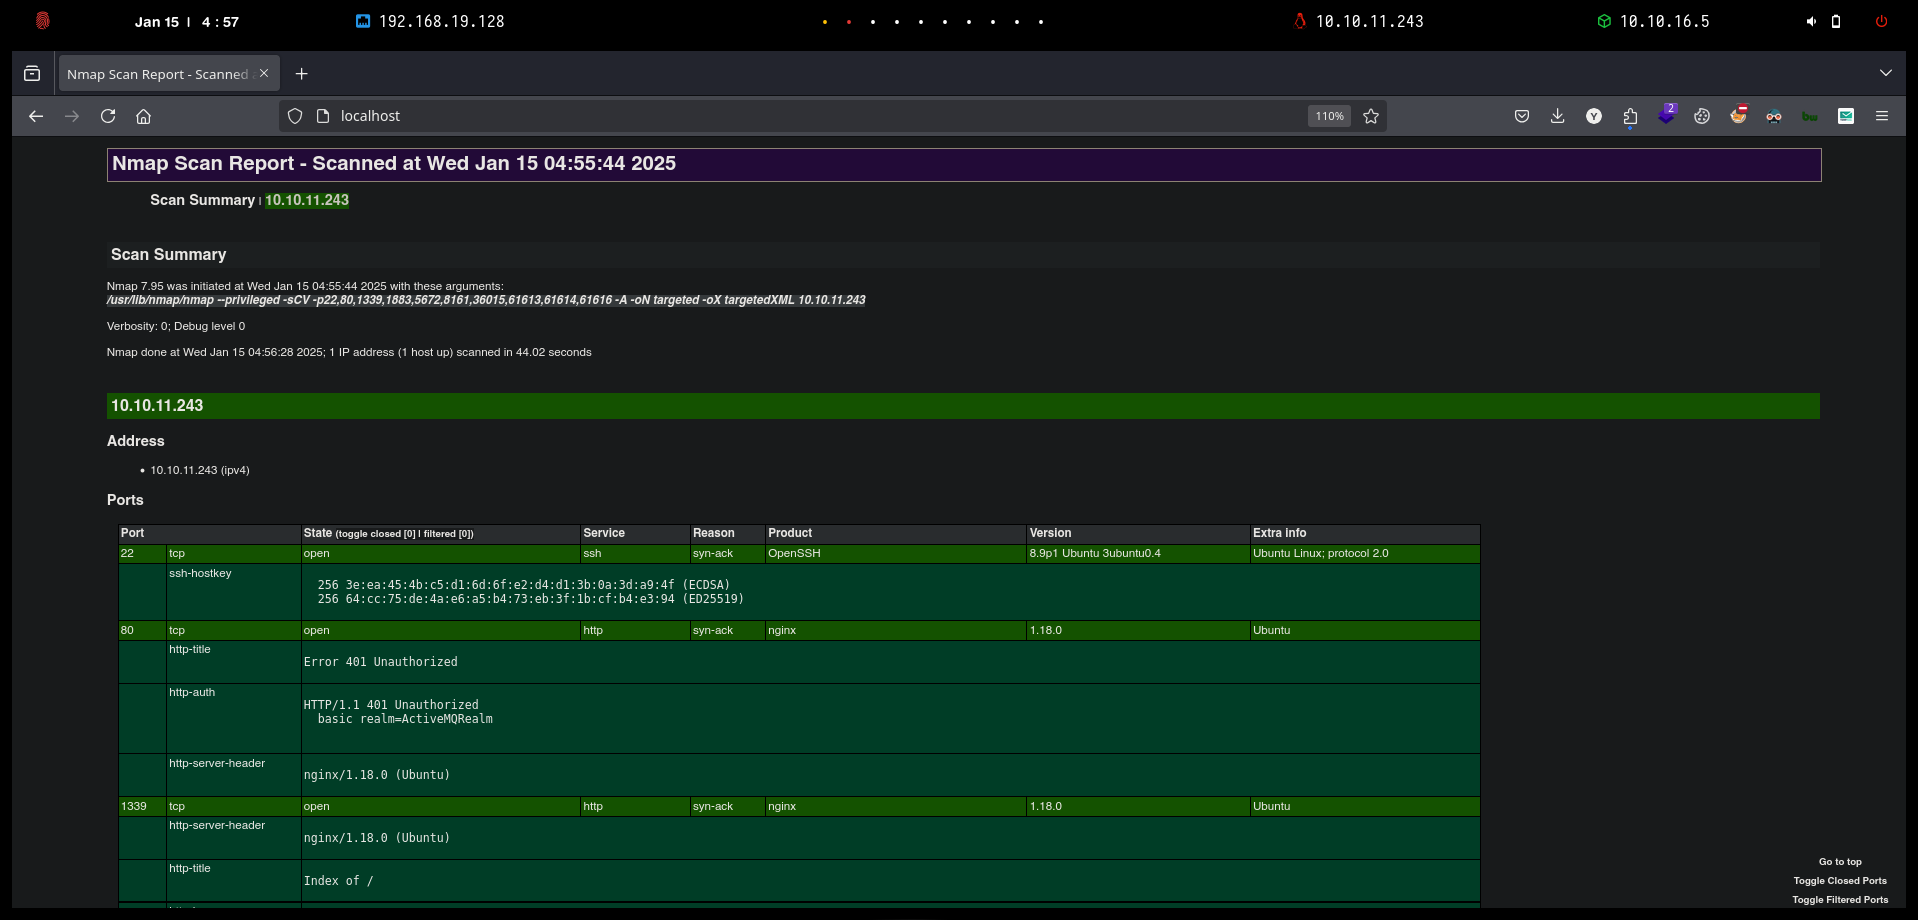 Jan 15 | 4 : 57 192.168.19.128 10.10.11.243 10.10.16.5
Nmap Scan Report - Scanned
localhost 110% Y 2 bw
Nmap Scan Report - Scanned at Wed Jan 15 04:55:44 2025
Scan Summary | 10.10.11.243
Scan Summary
Nmap 7.95 was initiated at Wed Jan 15 04:55:44 2025 with these arguments:
/usr/lib/nmap/nmap --privileged -sCV -p22,80,1339,1883,5672,8161,36015,61613,61614,61616 -A -oN targeted -oX targetedXML 10.10.11.243
Verbosity: 0; Debug level 0
Nmap done at Wed Jan 15 04:56:28 2025; 1 IP address (1 host up) scanned in 44.02 seconds
10.10.11.243
Address
• 10.10.11.243 (ipv4)
Ports
Port State (toggle closed [0] | filtered [0]) Service Reason Product Version Extra info
22 tcp open ssh syn-ack OpenSSH 8.9p1 Ubuntu 3ubuntu0.4 Ubuntu Linux; protocol 2.0
ssh-hostkey
256 3e:ea:45:4b:c5:d1:6d:6f:e2:d4:d1:3b:0a:3d:a9:4f (ECDSA)
256 64:cc:75:de:4a:e6:a5:b4:73:eb:3f:1b:cf:b4:e3:94 (ED25519)
80 tcp open http syn-ack nginx 1.18.0 Ubuntu
http-title
Error 401 Unauthorized
http-auth
HTTP/1.1 401 Unauthorized
basic realm=ActiveMQRealm
http-server-header
nginx/1.18.0 (Ubuntu)
1339 tcp open http syn-ack nginx 1.18.0 Ubuntu
http-server-header
nginx/1.18.0 (Ubuntu)
http-title
Index of /
Go to top
Toggle Closed Ports
Toggle Filtered Ports